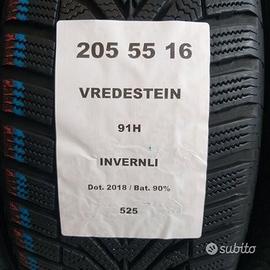 205 55 16
VREDESTEIN
91H
INVERNLI
Dot. 2018 / Bat. 90%
525
subito